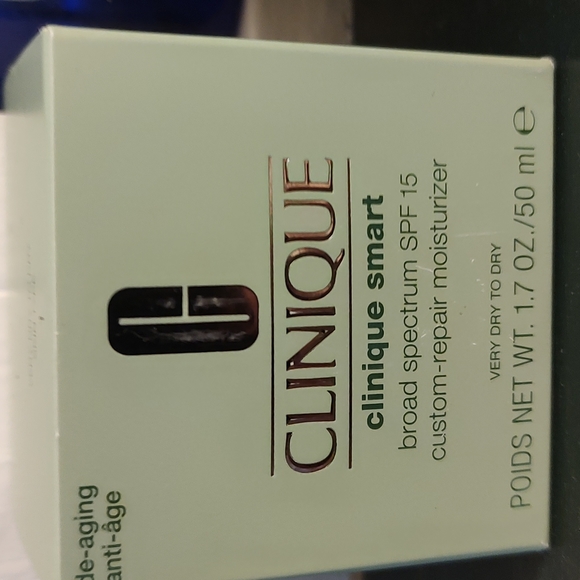 de-aging
anti-âge
CLINIQUE
clinique smart
broad spectrum SPF 15
custom-repair moisturizer
VERY DRY TO DRY
POIDS NET WT. 1.7 OZ./50 ml e